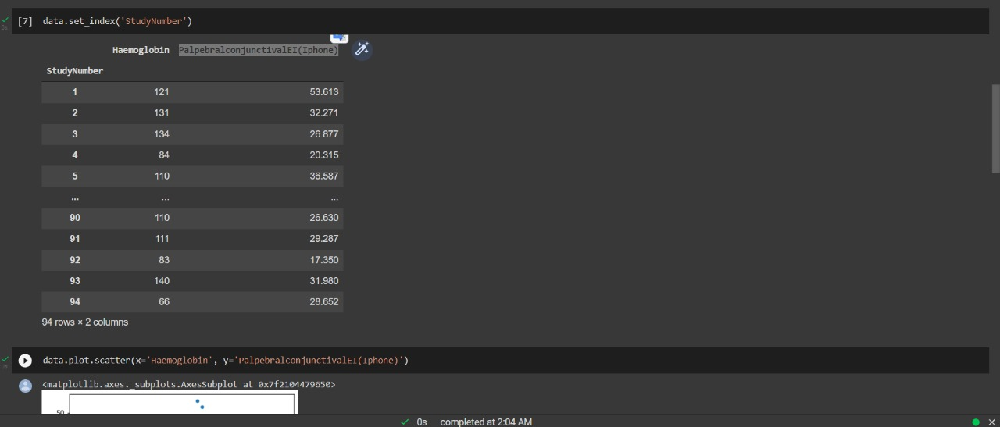 [7] data.set_index('StudyNumber')
Haemoglobin PalpebralconjunctivalEI(Iphone)
StudyNumber
1 121 53.613
2 131 32.271
3 134 26.877
4 84 20.315
5 110 36.587
... ... ...
90 110 26.630
91 111 29.287
92 83 17.350
93 140 31.980
94 66 28.652
94 rows × 2 columns
data.plot.scatter(x='Haemoglobin', y='PalpebralconjunctivalEI(Iphone)')
<matplotlib.axes._subplots.AxesSubplot at 0x7f2104479650>
50
0s completed at 2:04 AM